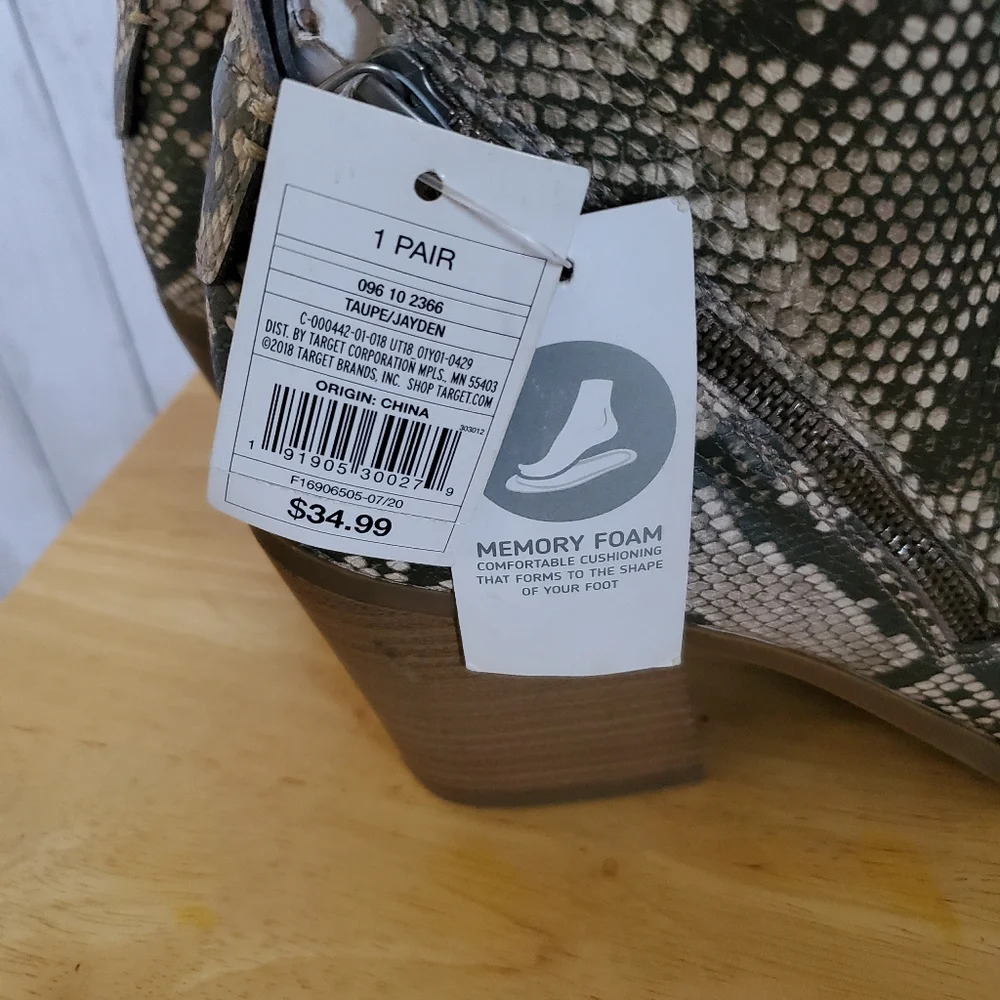 1 PAIR
096 10 2366
TAUPE/JAYDEN
C-000442-01-018 UT18 01Y01-0429
DIST. BY TARGET CORPORATION MPLS., MN 55403
©2018 TARGET BRANDS, INC. SHOP TARGET.COM
ORIGIN: CHINA
303012
1 91905 30027 9
F16906505-07/20
$34.99
MEMORY FOAM
COMFORTABLE CUSHIONING
THAT FORMS TO THE SHAPE
OF YOUR FOOT